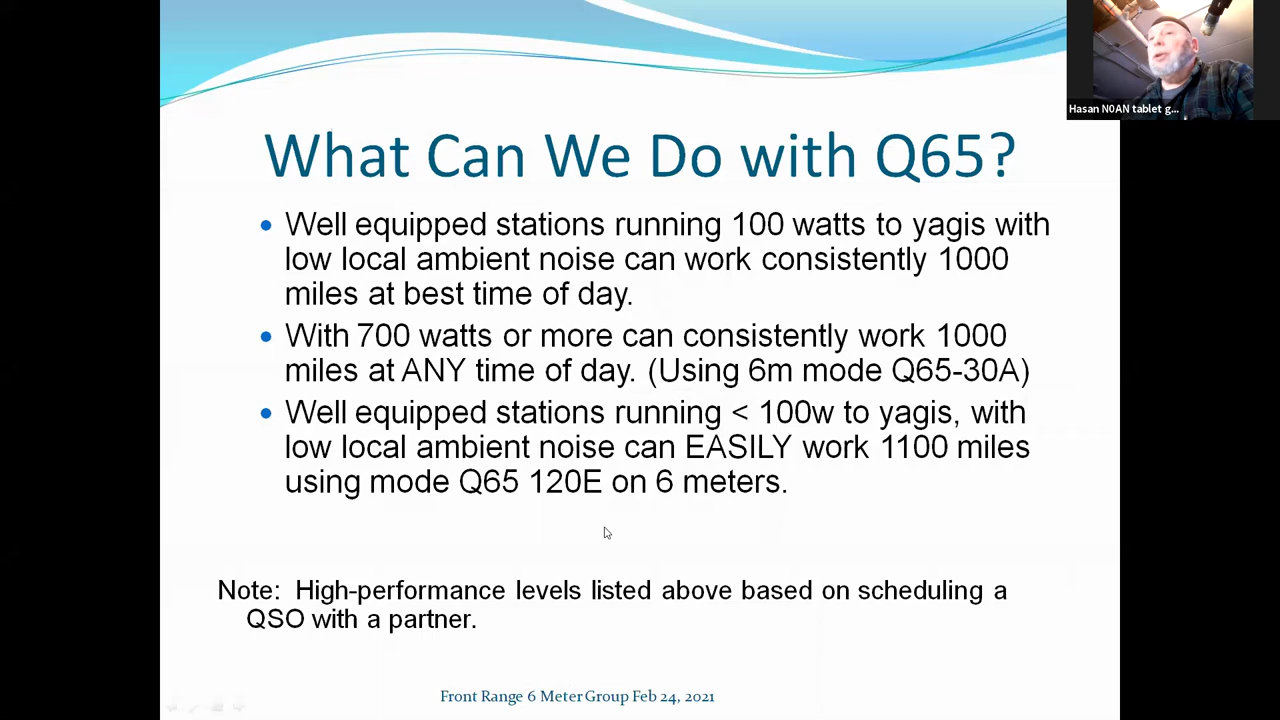 Hasan N0AN tablet g...
What Can We Do with Q65?
• Well equipped stations running 100 watts to yagis with
low local ambient noise can work consistently 1000
miles at best time of day.
• With 700 watts or more can consistently work 1000
miles at ANY time of day. (Using 6m mode Q65-30A)
• Well equipped stations running < 100w to yagis, with
low local ambient noise can EASILY work 1100 miles
using mode Q65 120E on 6 meters.
Note: High-performance levels listed above based on scheduling a
QSO with a partner.
Front Range 6 Meter Group Feb 24, 2021